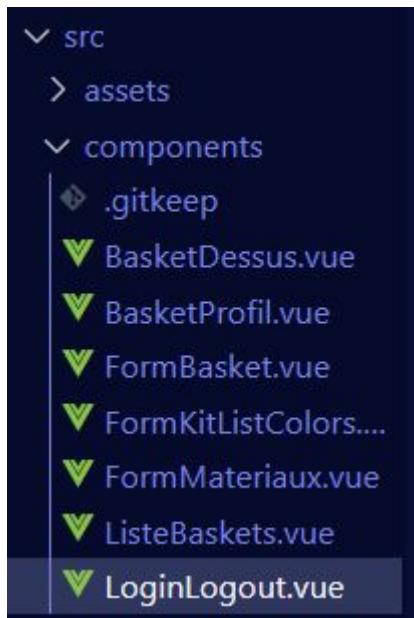 src
assets
components
.gitkeep
BasketDessus.vue
BasketProfil.vue
FormBasket.vue
FormKitListColors....
FormMateriaux.vue
ListeBaskets.vue
LoginLogout.vue